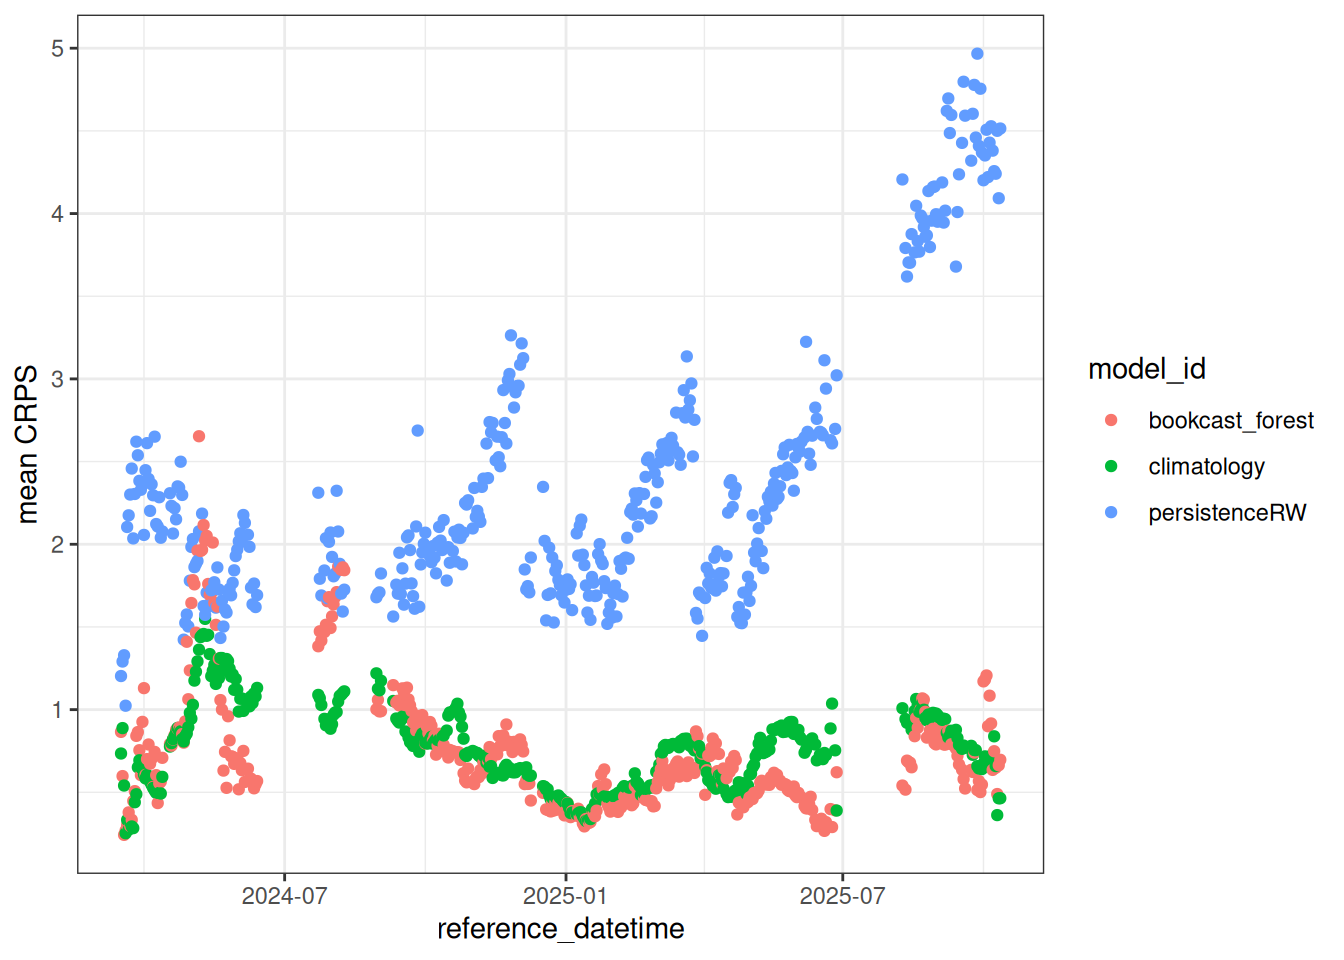 5
4
3
2
1
mean CRPS
2024-07
2025-01
2025-07
reference_datetime
model_id
bookcast_forest
climatology
persistenceRW